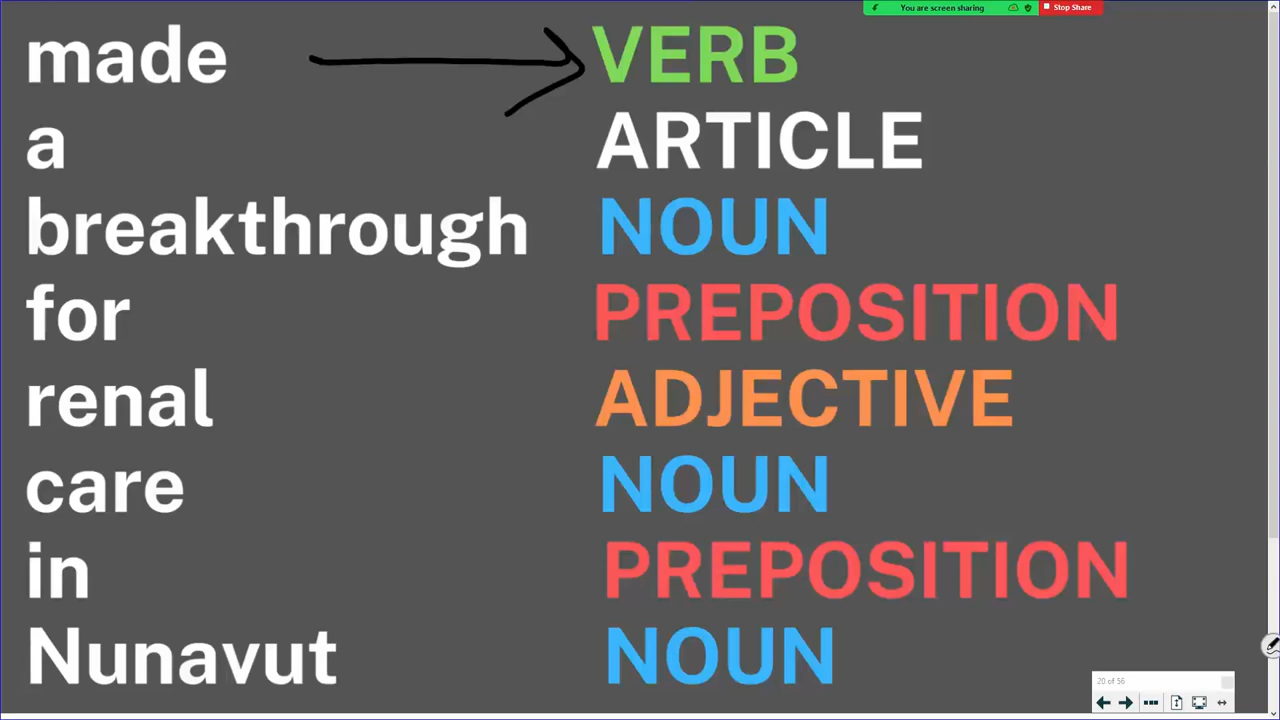 You are screen sharing Stop Share
made VERB
a ARTICLE
breakthrough NOUN
for PREPOSITION
renal ADJECTIVE
care NOUN
in PREPOSITION
Nunavut NOUN
20 of 56